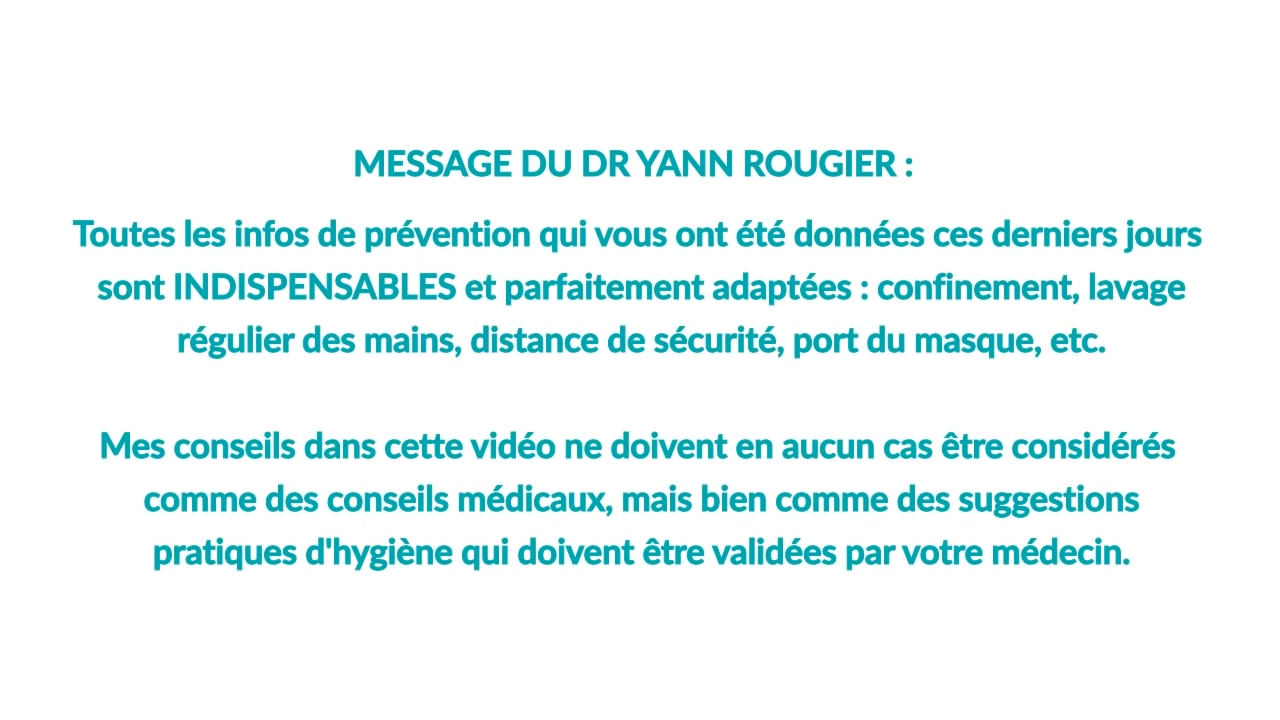 MESSAGE DU DR YANN ROUGIER :
Toutes les infos de prévention qui vous ont été données ces derniers jours
sont INDISPENSABLES et parfaitement adaptées : confinement, lavage
régulier des mains, distance de sécurité, port du masque, etc.
Mes conseils dans cette vidéo ne doivent en aucun cas être considérés
comme des conseils médicaux, mais bien comme des suggestions
pratiques d'hygiène qui doivent être validées par votre médecin.